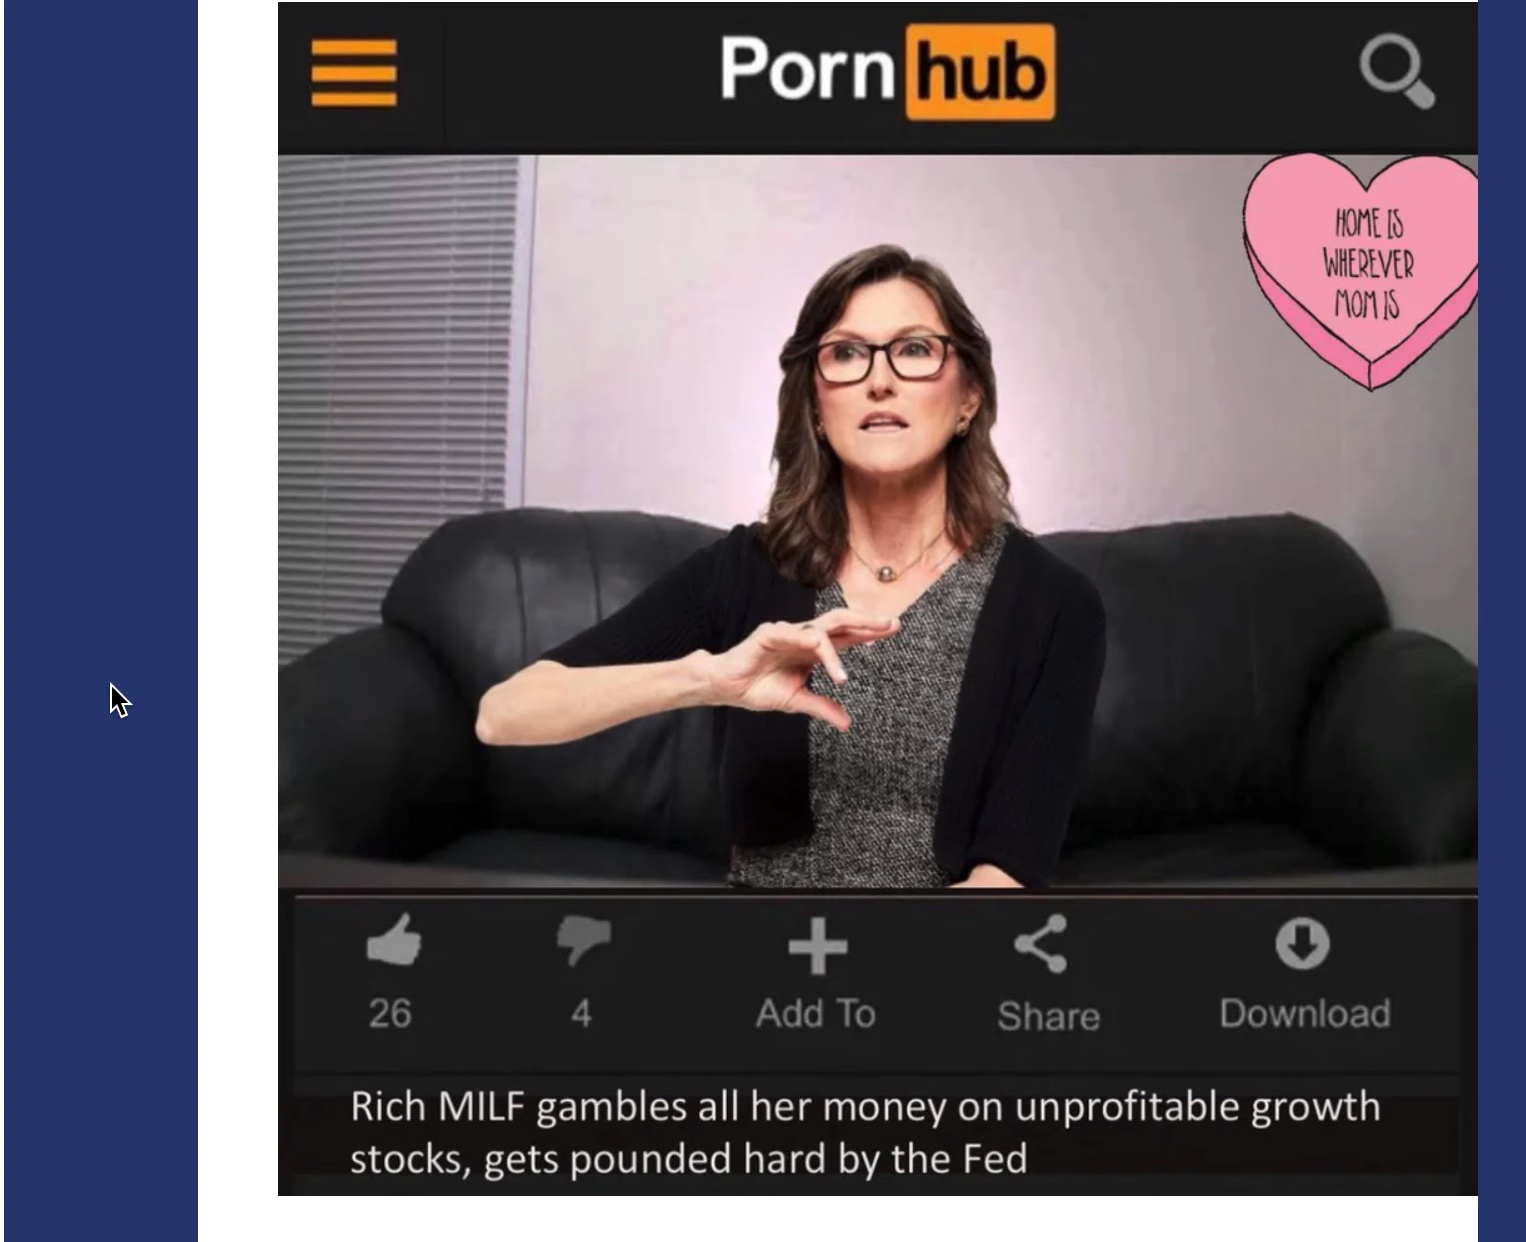 Porn hub
HOME IS
WHEREVER
MOM IS
26
4
Add To
Share
Download
Rich MILF gambles all her money on unprofitable growth
stocks, gets pounded hard by the Fed